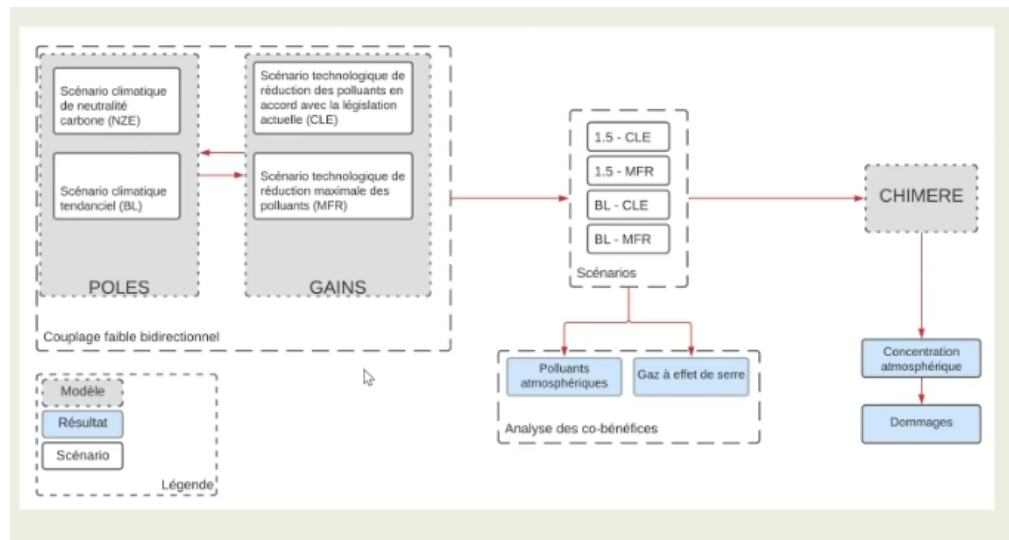 Scénario climatique
de neutralité
carbone (NZE)
Scénario climatique
tendanciel (BL)
POLES
Scénario technologique de
réduction des polluants en
accord avec la législation
actuelle (CLE)
Scénario technologique de
réduction maximale des
polluants (MFR)
GAINS
Couplage faible bidirectionnel
1.5 - CLE
1.5 - MFR
BL - CLE
BL - MFR
Scénarios
CHIMERE
Polluants
atmosphériques
Gaz à effet de serre
Analyse des co-bénéfices
Concentration
atmosphérique
Dommages
Modèle
Résultat
Scénario
Légende